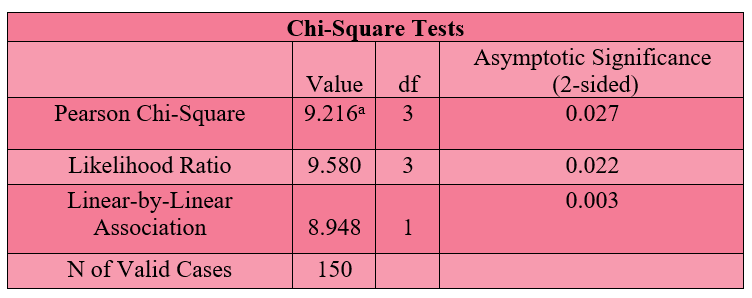 Chi-Square Tests
Value df Asymptotic Significance
(2-sided)
Pearson Chi-Square 9.216ᵃ 3 0.027
Likelihood Ratio 9.580 3 0.022
Linear-by-Linear
Association 8.948 1 0.003
N of Valid Cases 150